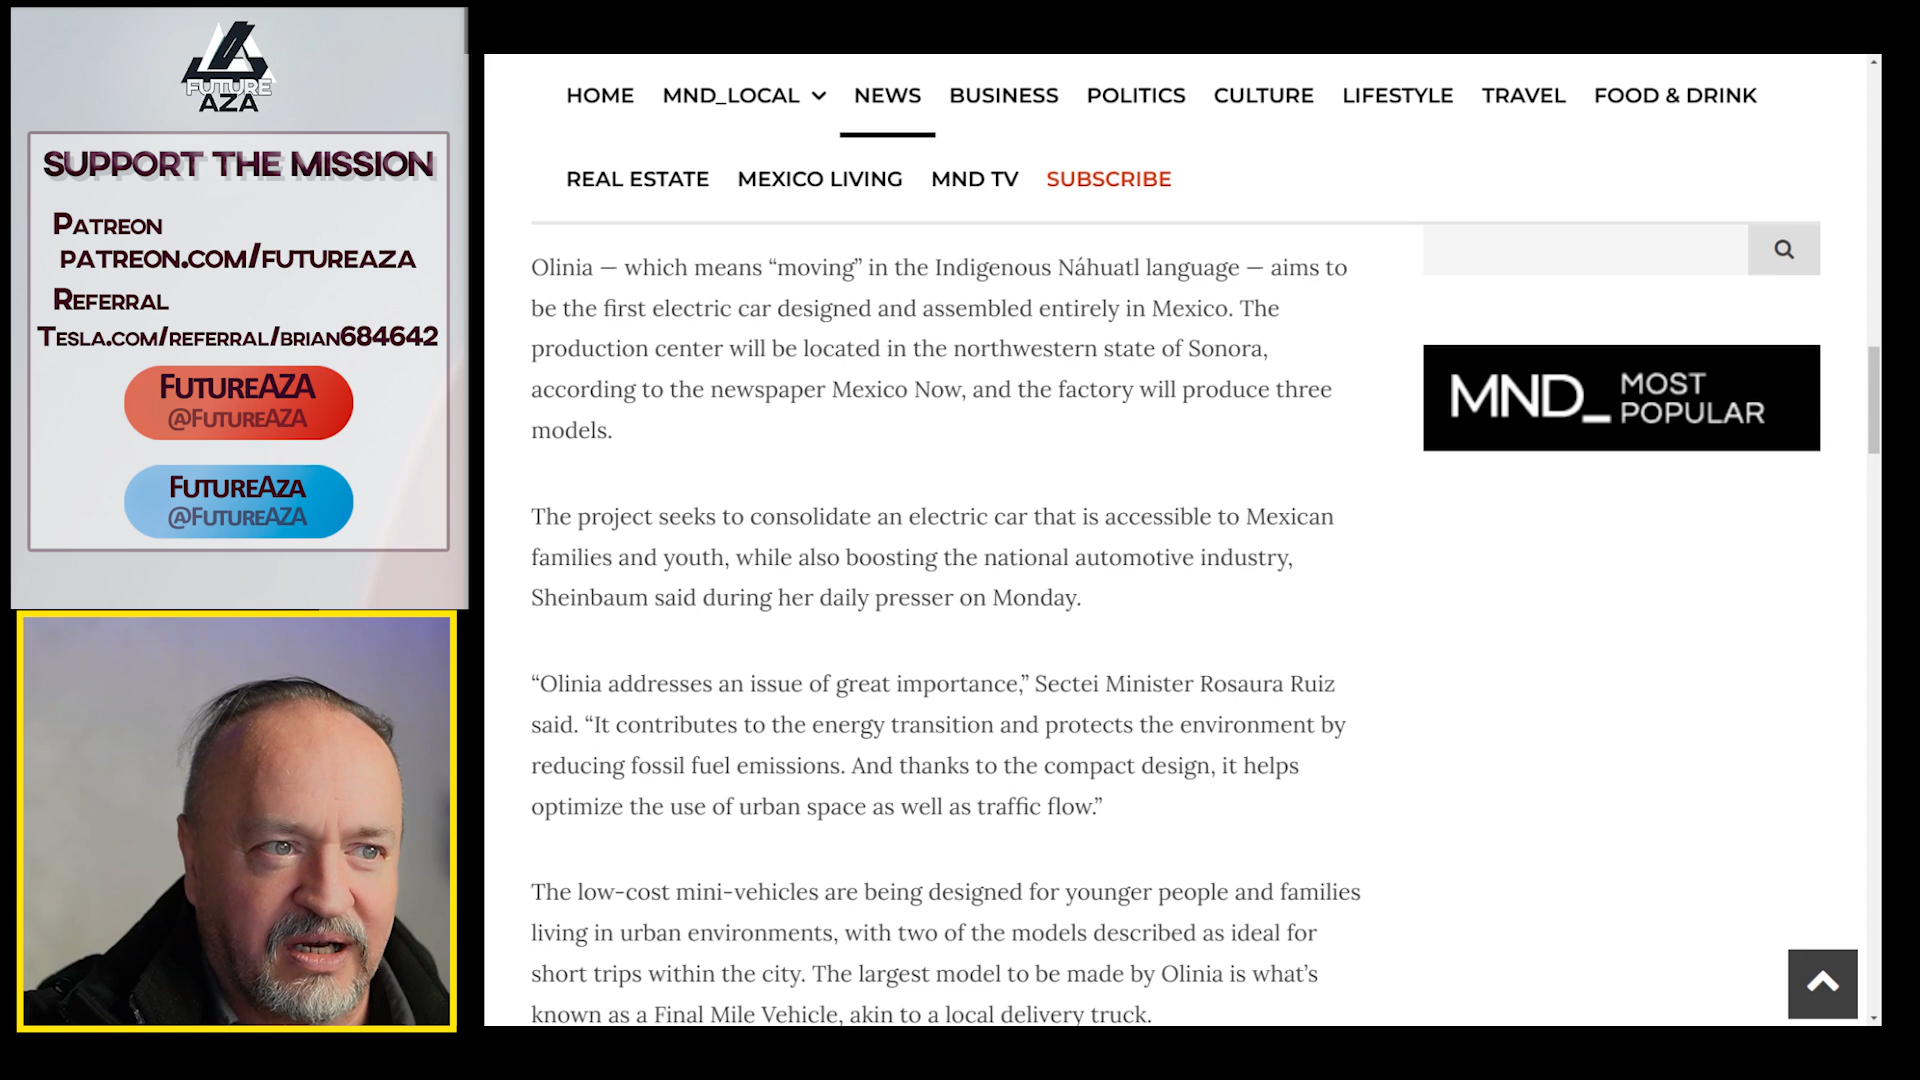 FUTURE
AZA
SUPPORT THE MISSION
PATREON
PATREON.COM/FUTUREAZA
REFERRAL
TESLA.COM/REFERRAL/BRIAN684642
FUTUREAZA
@FUTUREAZA
FUTUREAZA
@FUTUREAZA
HOME MND_LOCAL NEWS BUSINESS POLITICS CULTURE LIFESTYLE TRAVEL FOOD & DRINK
REAL ESTATE MEXICO LIVING MND TV SUBSCRIBE
Olinia — which means “moving” in the Indigenous Náhuatl language — aims to
be the first electric car designed and assembled entirely in Mexico. The
production center will be located in the northwestern state of Sonora,
according to the newspaper Mexico Now, and the factory will produce three
models.
The project seeks to consolidate an electric car that is accessible to Mexican
families and youth, while also boosting the national automotive industry,
Sheinbaum said during her daily presser on Monday.
“Olinia addresses an issue of great importance,” Sectei Minister Rosaura Ruiz
said. “It contributes to the energy transition and protects the environment by
reducing fossil fuel emissions. And thanks to the compact design, it helps
optimize the use of urban space as well as traffic flow.”
The low-cost mini-vehicles are being designed for younger people and families
living in urban environments, with two of the models described as ideal for
short trips within the city. The largest model to be made by Olinia is what’s
known as a Final Mile Vehicle, akin to a local delivery truck.
MND_ MOST
POPULAR